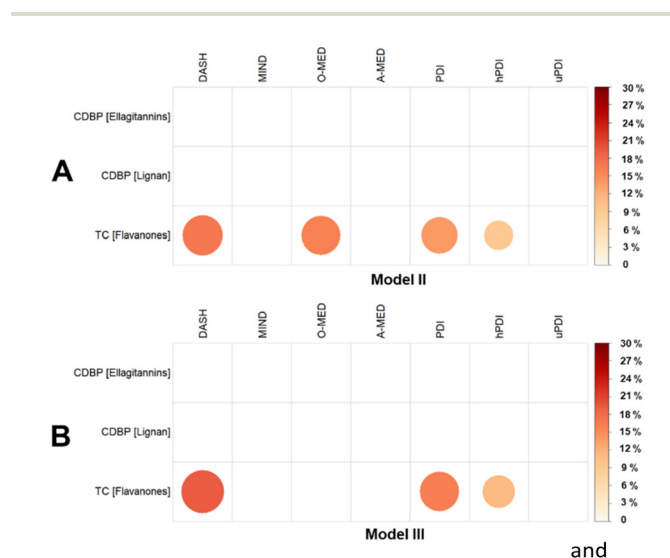 DASH MIND O-MED A-MED PDI hPDI uPDI
30 %
27 %
CDBP [Ellagitannins]
24 %
21 %
A
CDBP [Lignan]
18 %
15 %
12 %
9 %
TC [Flavanones]
6 %
3 %
0
Model II
DASH MIND O-MED A-MED PDI hPDI uPDI
30 %
27 %
CDBP [Ellagitannins]
24 %
21 %
18 %
B
CDBP [Lignan]
15 %
12 %
9 %
TC [Flavanones]
6 %
3 %
0
Model III
and